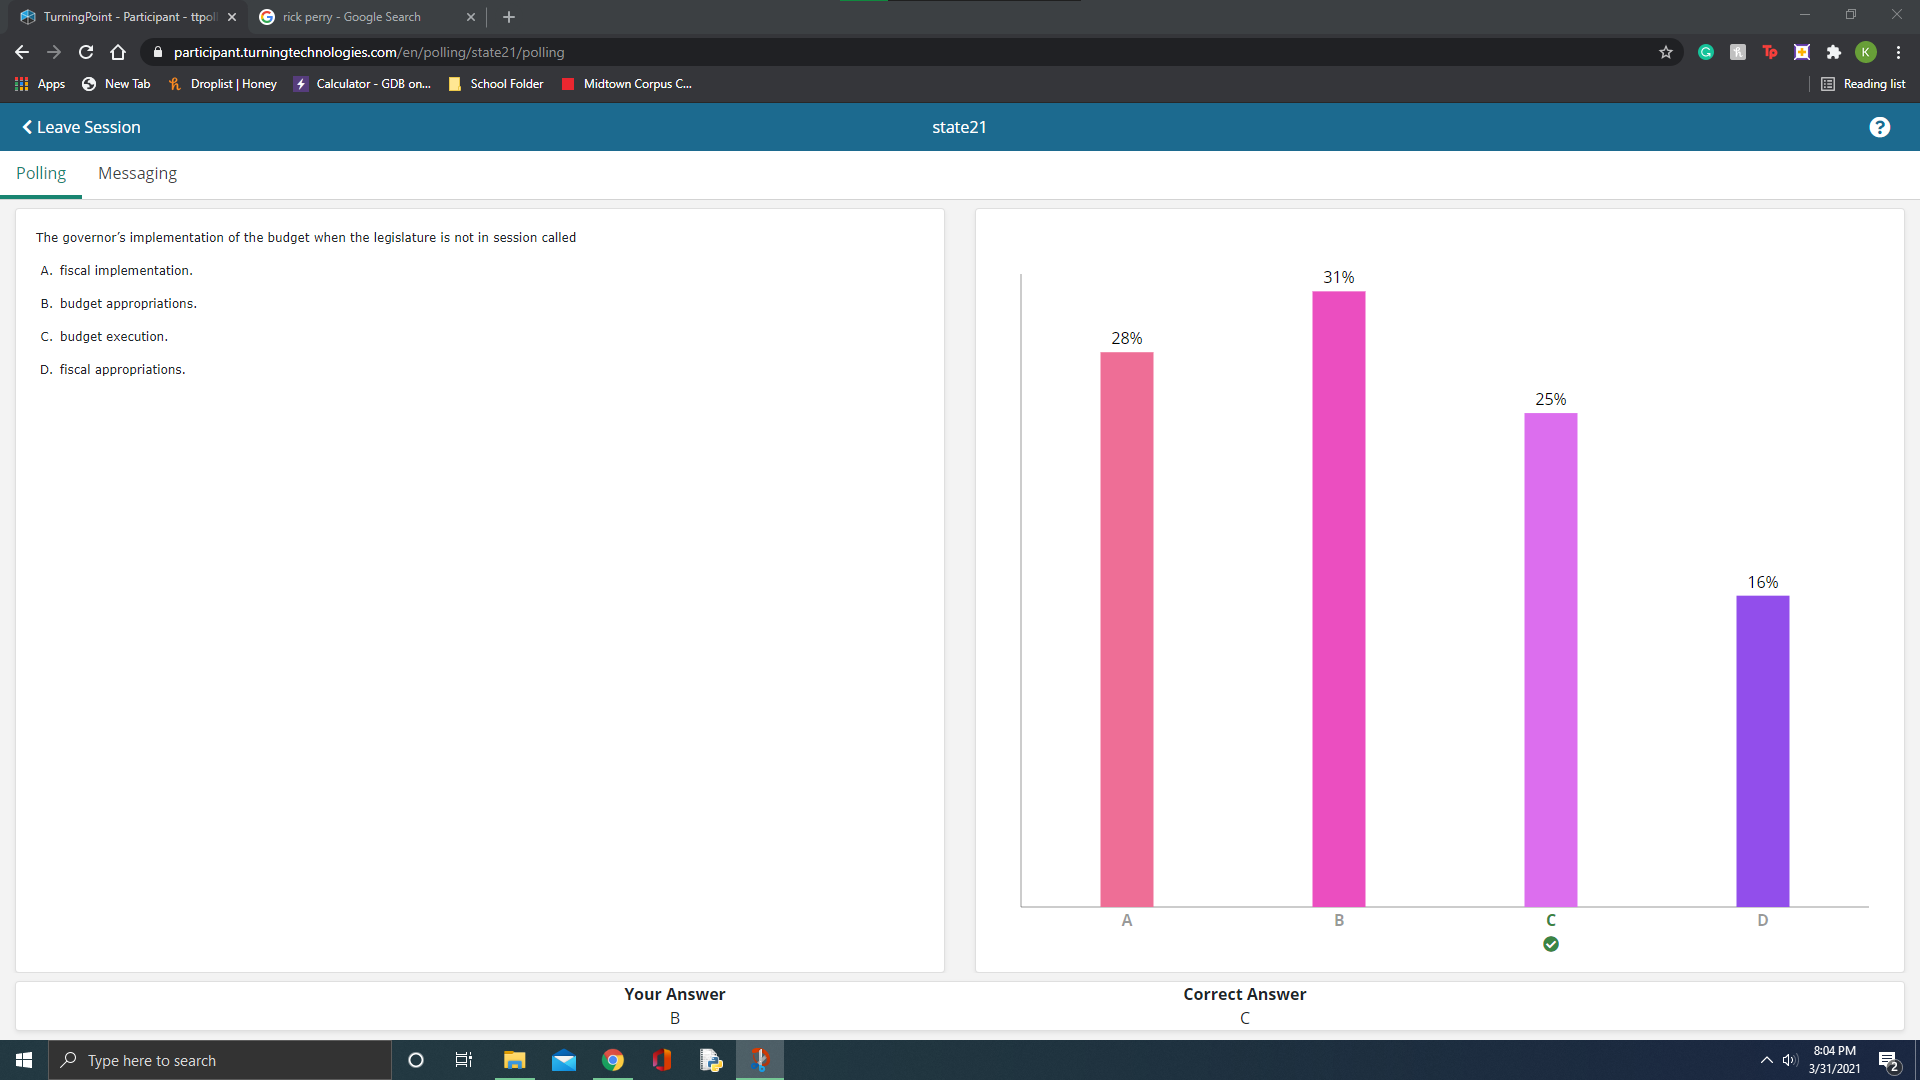 TurningPoint - Participant - ttpoll
rick perry - Google Search
participant.turningtechnologies.com/en/polling/state21/polling
Tp
K
Apps
New Tab
Droplist | Honey
Calculator - GDB on...
School Folder
Midtown Corpus C...
Reading list
Leave Session
state21
?
Polling
Messaging
The governor’s implementation of the budget when the legislature is not in session called
A. fiscal implementation.
B. budget appropriations.
C. budget execution.
D. fiscal appropriations.
28%
31%
25%
16%
A
B
C
D
Your Answer
B
Correct Answer
C
Type here to search
8:04 PM
3/31/2021
2